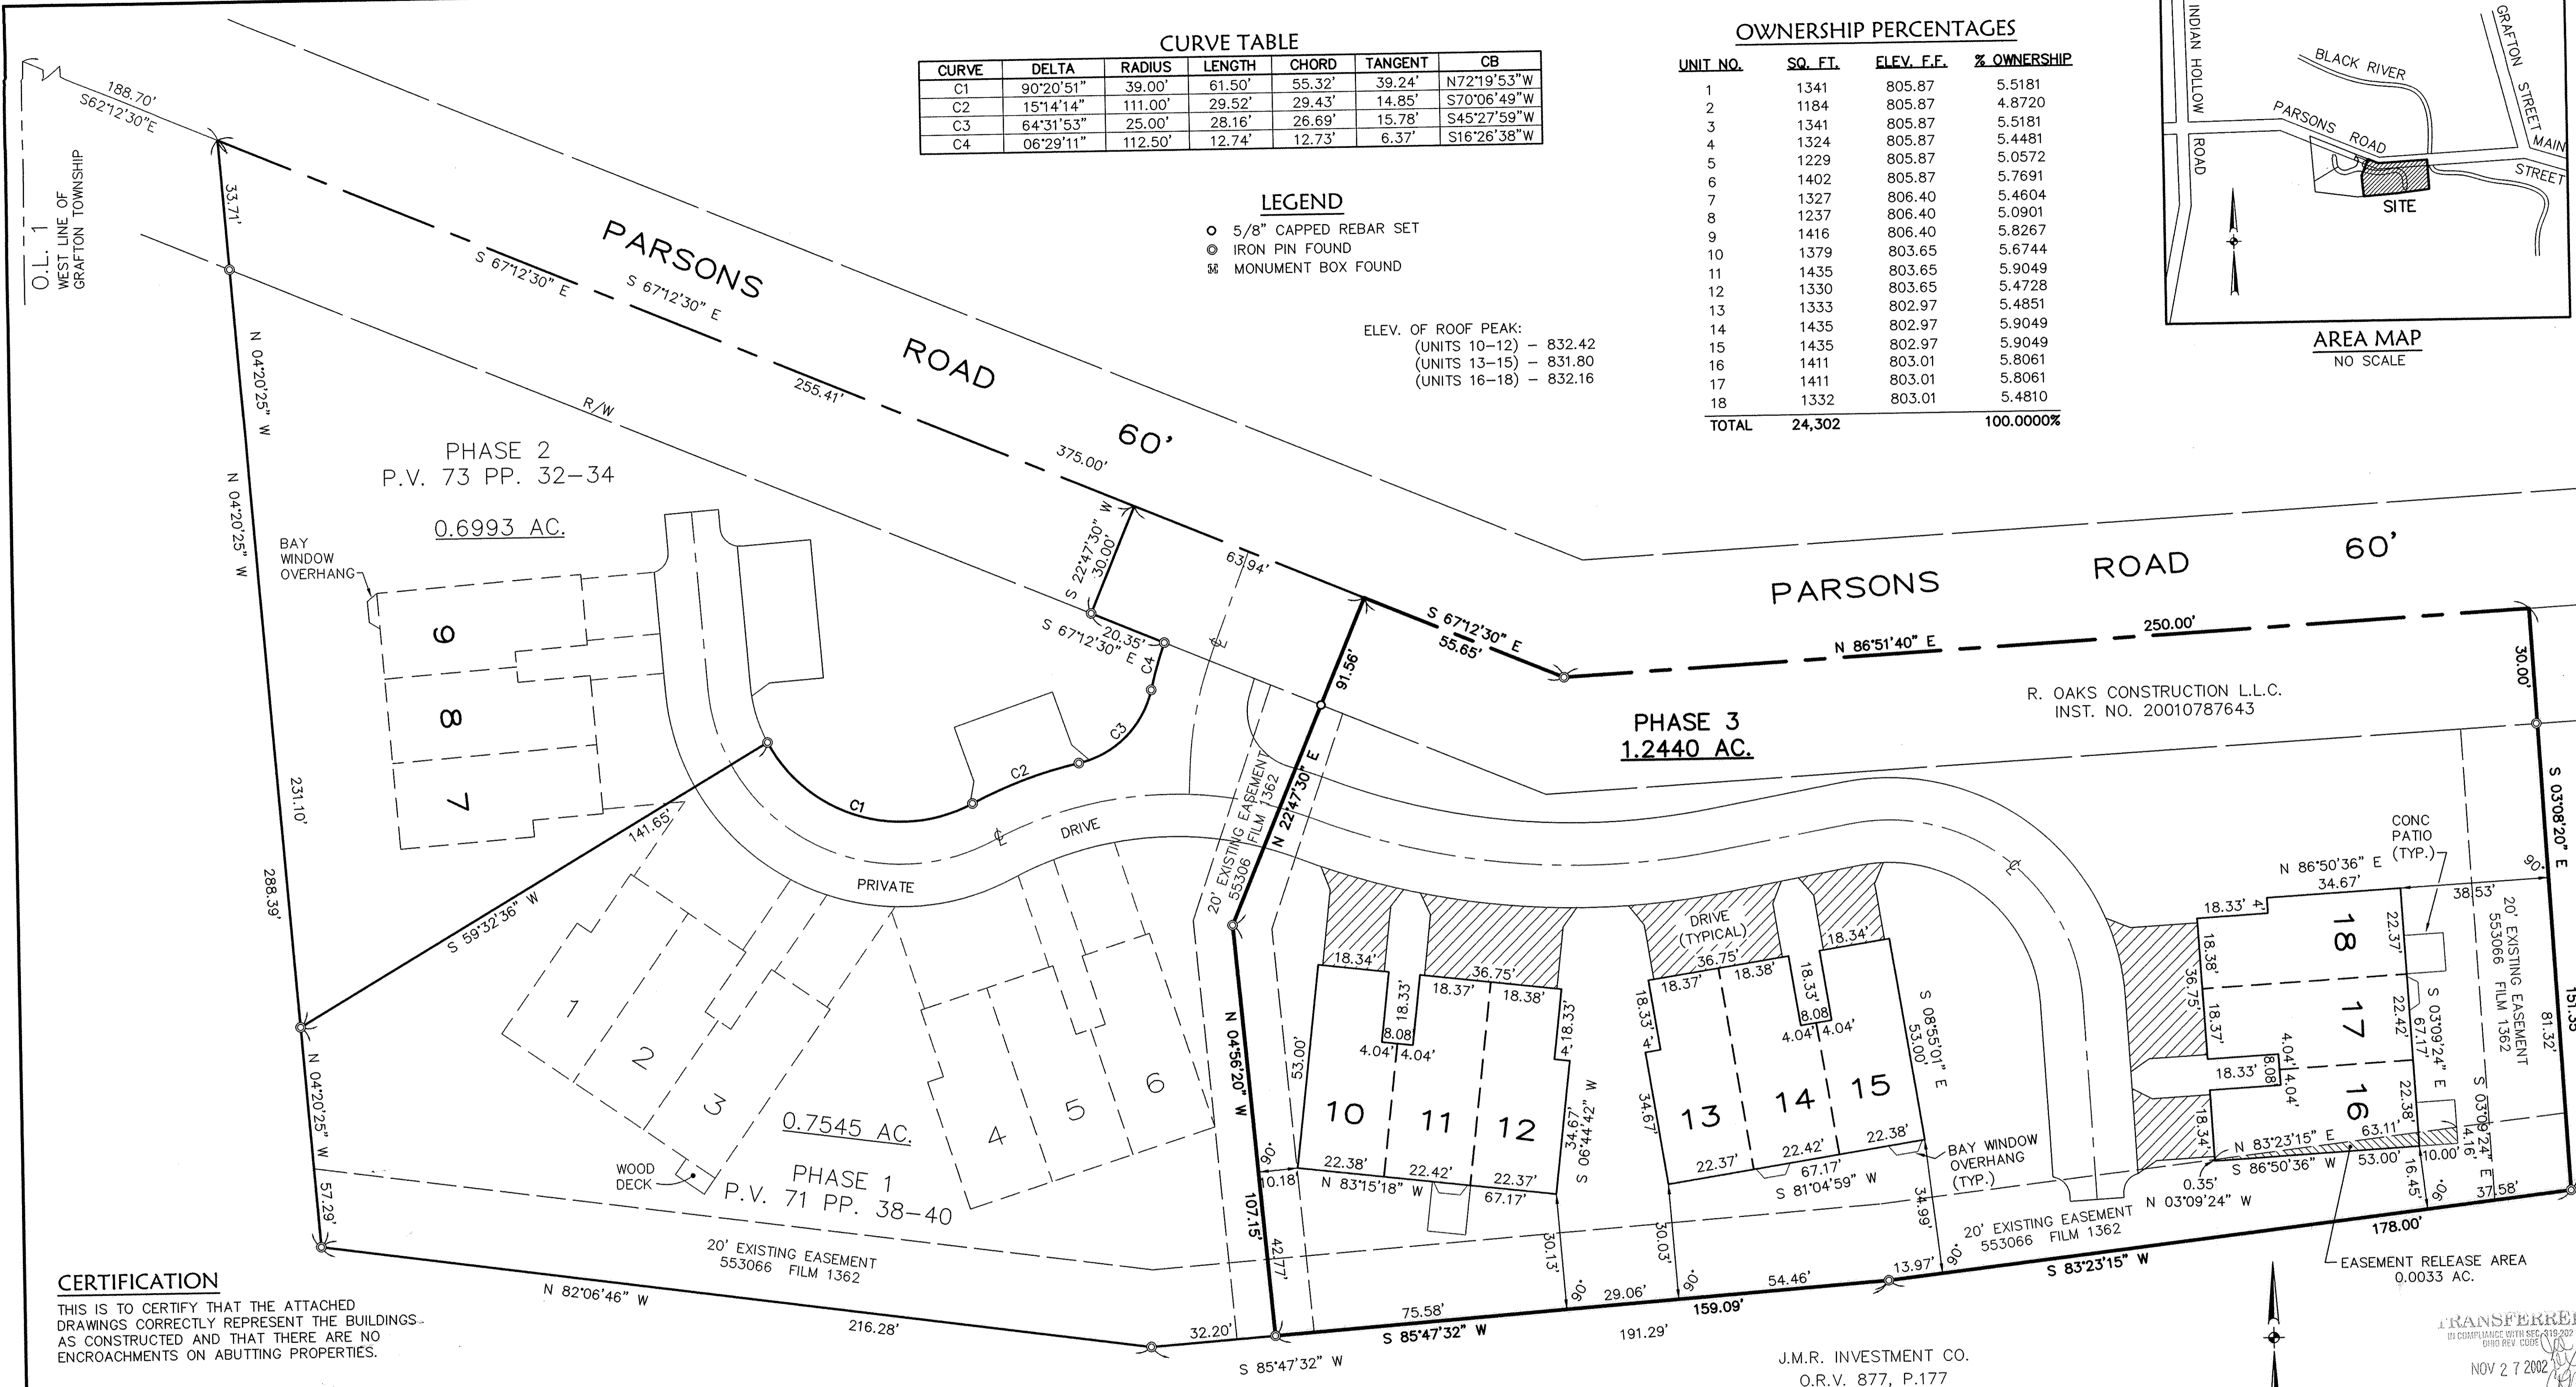 CURVE TABLE
CURVE DELTA RADIUS LENGTH CHORD TANGENT CB
C1 90°20'51" 39.00' 61.50' 55.32' 39.24' N72°19'53"W
C2 15°14'14" 111.00' 29.52' 29.43' 14.85' S70°06'49"W
C3 64°31'53" 25.00' 28.16' 26.69' 15.78' S45°27'59"W
C4 06°29'11" 112.50' 12.74' 12.73' 6.37' S16°26'38"W
LEGEND
5/8" CAPPED REBAR SET
IRON PIN FOUND
MONUMENT BOX FOUND
ELEV. OF ROOF PEAK:
(UNITS 10-12) - 832.42
(UNITS 13-15) - 831.80
(UNITS 16-18) - 832.16
OWNERSHIP PERCENTAGES
UNIT NO. SQ. FT. ELEV. F.F. % OWNERSHIP
1 1341 805.87 5.5181
2 1184 805.87 4.8720
3 1341 805.87 5.5181
4 1324 805.87 5.4481
5 1229 805.87 5.0572
6 1402 805.87 5.7691
7 1327 806.40 5.4604
8 1237 806.40 5.0901
9 1416 806.40 5.8267
10 1379 803.65 5.6744
11 1435 803.65 5.9049
12 1330 803.65 5.4728
13 1333 802.97 5.4851
14 1435 802.97 5.9049
15 1435 802.97 5.9049
16 1411 803.01 5.8061
17 1411 803.01 5.8061
18 1332 803.01 5.4810
TOTAL 24,302 100.0000%
INDIAN HOLLOW
ROAD
BLACK RIVER
PARSONS ROAD
GRAFTON STREET
MAIN
STREET
SITE
AREA MAP
NO SCALE
188.70'
S62°12'30"E
O.L. 1
WEST LINE OF
GRAFTON TOWNSHIP
33.71'
N 04°20'25" W
N 04°20'25" W
231.10'
288.39'
N 04°20'25" W
57.29'
PARSONS
ROAD
60'
S 67°12'30" E
S 67°12'30" E
255.41'
375.00'
R/W
PHASE 2
P.V. 73 PP. 32-34
0.6993 AC.
BAY
WINDOW
OVERHANG
9
8
7
S 22°47'30" W
30.00'
63.94'
20.35'
S 67°12'30" E
C4
C3
C2
C1
℄
℄
DRIVE
PRIVATE
141.65'
S 59°32'36" W
1
2
3
4
5
6
0.7545 AC.
PHASE 1
P.V. 71 PP. 38-40
WOOD
DECK
20' EXISTING EASEMENT
553066 FILM 1362
N 82°06'46" W
216.28'
32.20'
S 85°47'32" W
20' EXISTING EASEMENT
553066 FILM 1362
91.56'
N 22°47'30" E
S 67°12'30" E
55.65'
PARSONS ROAD 60'
N 86°51'40" E
250.00'
30.00'
R. OAKS CONSTRUCTION L.L.C.
INST. NO. 20010787643
PHASE 3
1.2440 AC.
S 03°08'20" E
151.35'
81.32'
℄
N 04°56'20" W
107.15'
42.77'
90°
10.18'
18.34'
53.00'
18.33'
8.08
4.04'
4.04'
36.75'
18.37'
18.38'
18.33'
4'
34.67'
S 06°44'42" W
10
11
12
22.38'
22.42'
22.37'
N 83°15'18" W
67.17'
30.13'
90°
DRIVE
(TYPICAL)
36.75'
18.37'
18.38'
18.33'
4'
34.67'
18.33'
8.08
4.04'
4.04'
18.34'
S 08°55'01" E
53.00'
13
14
15
22.37'
22.42'
22.38'
67.17'
S 81°04'59" W
BAY WINDOW
OVERHANG
(TYP.)
30.03'
90°
34.99'
90°
CONC
PATIO
(TYP.)
N 86°50'36" E
34.67'
90°
38.53'
18.33'
4'
18.38'
36.75'
18.37'
18.33'
8.08
4.04'
4.04'
18.34'
18
17
16
22.37'
22.42'
22.38'
67.17'
S 03°09'24" E
20' EXISTING EASEMENT
553066 FILM 1362
S 03°09'24" E
4.16'
N 83°23'15" E
63.11'
S 86°50'36" W
53.00'
10.00'
0.35'
N 03°09'24" W
16.45'
90°
37.58'
20' EXISTING EASEMENT
553066 FILM 1362
178.00'
S 83°23'15" W
EASEMENT RELEASE AREA
0.0033 AC.
75.58'
29.06'
54.46'
13.97'
159.09'
S 85°47'32" W
191.29'
J.M.R. INVESTMENT CO.
O.R.V. 877, P.177
CERTIFICATION
THIS IS TO CERTIFY THAT THE ATTACHED
DRAWINGS CORRECTLY REPRESENT THE BUILDINGS
AS CONSTRUCTED AND THAT THERE ARE NO
ENCROACHMENTS ON ABUTTING PROPERTIES.
TRANSFERRED
IN COMPLIANCE WITH SEC. 319-202
OHIO REV. CODE
NOV 27 2002